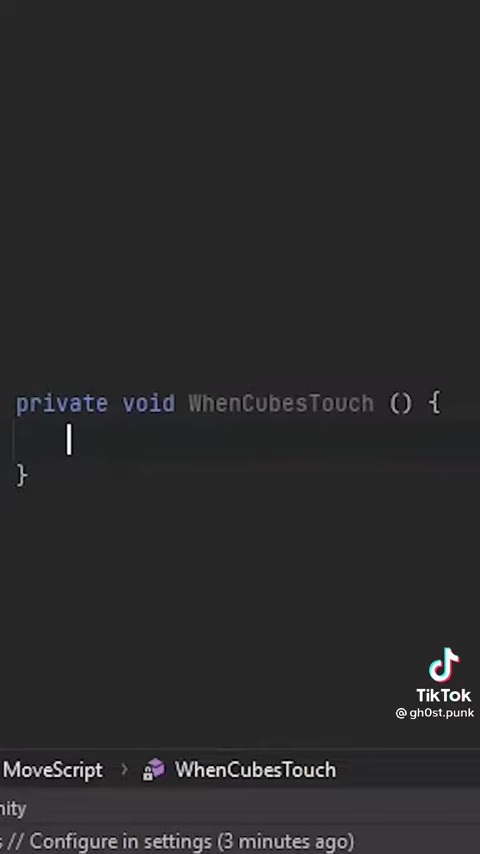 private void WhenCubesTouch () {
}
TikTok
@gh0st.punk
MoveScript > WhenCubesTouch
nity
s // Configure in settings (3 minutes ago)